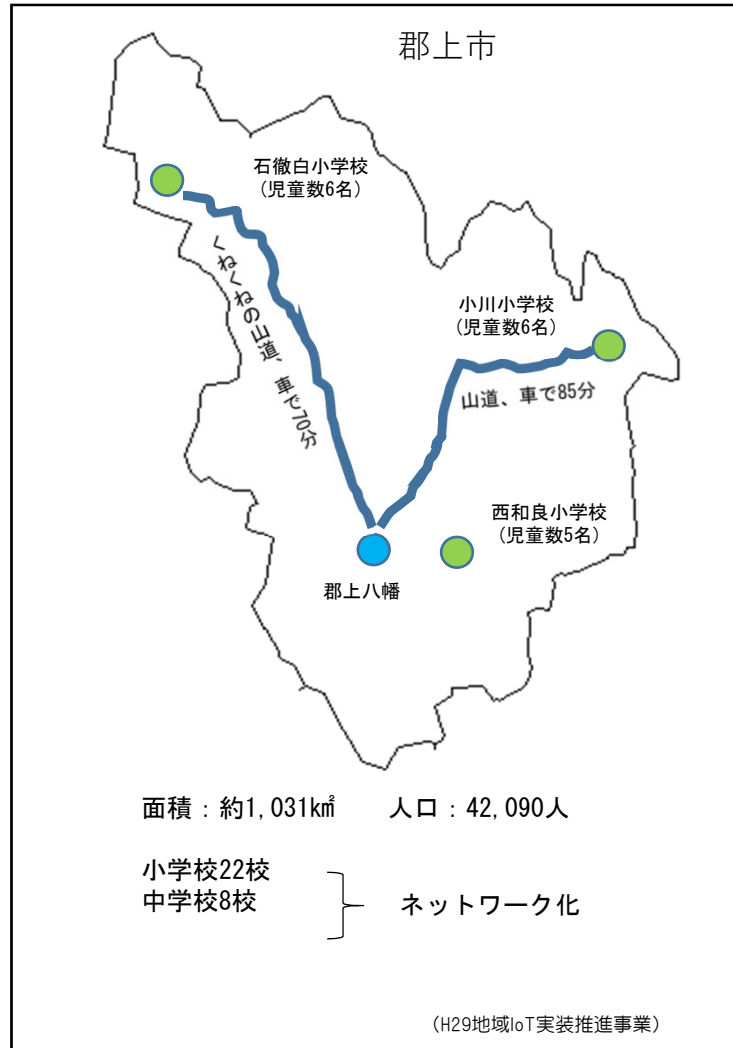 郡上市
石徹白小学校
(児童数6名)
くねくねの山道、車で70分
小川小学校
(児童数6名)
山道、車で85分
西和良小学校
(児童数5名)
郡上八幡
面積：約1,031k㎡　人口：42,090人
小学校22校
中学校8校
ネットワーク化
(H29地域IoT実装推進事業)